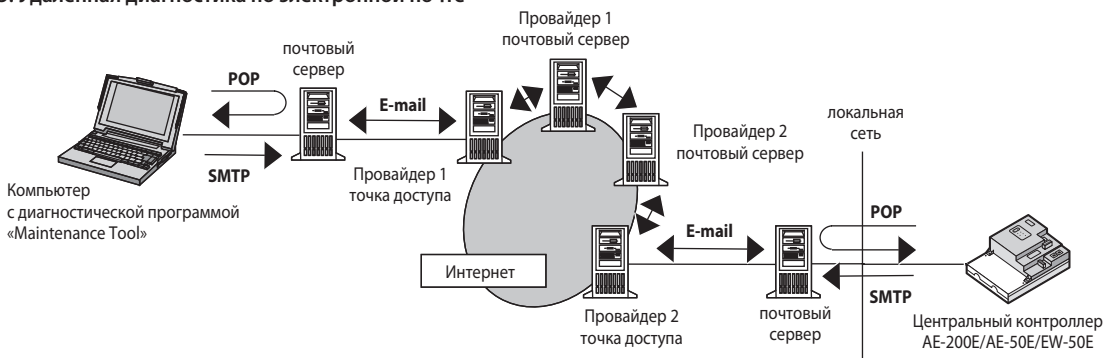 Удаленная диагностика по электронной почте
Провайдер 1
почтовый сервер
почтовый
сервер
POP
E-mail
SMTP
Провайдер 1
точка доступа
Компьютер
с диагностической программой
«Maintenance Tool»
Провайдер 2
почтовый сервер
локальная
сеть
Интернет
E-mail
POP
SMTP
Провайдер 2
точка доступа
почтовый
сервер
Центральный контроллер
AE-200E/AE-50E/EW-50E